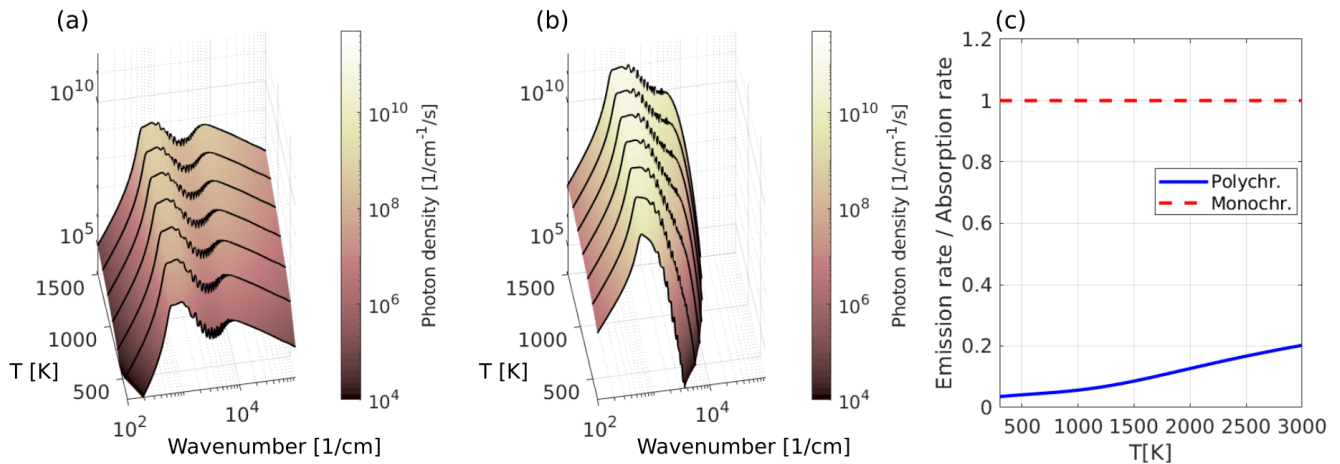 (a)
10^10
10^5
1500
1000
500
T [K]
10^2
10^4
Wavenumber [1/cm]
10^10
10^8
10^6
10^4
Photon density [1/cm^-1/s]
(b)
10^10
10^5
1500
1000
500
T [K]
10^2
10^4
Wavenumber [1/cm]
10^10
10^8
10^6
10^4
Photon density [1/cm^-1/s]
(c)
Emission rate / Absorption rate
1.2
1
0.8
0.6
0.4
0.2
0
Polychr.
Monochr.
500 1000 1500 2000 2500 3000
T[K]